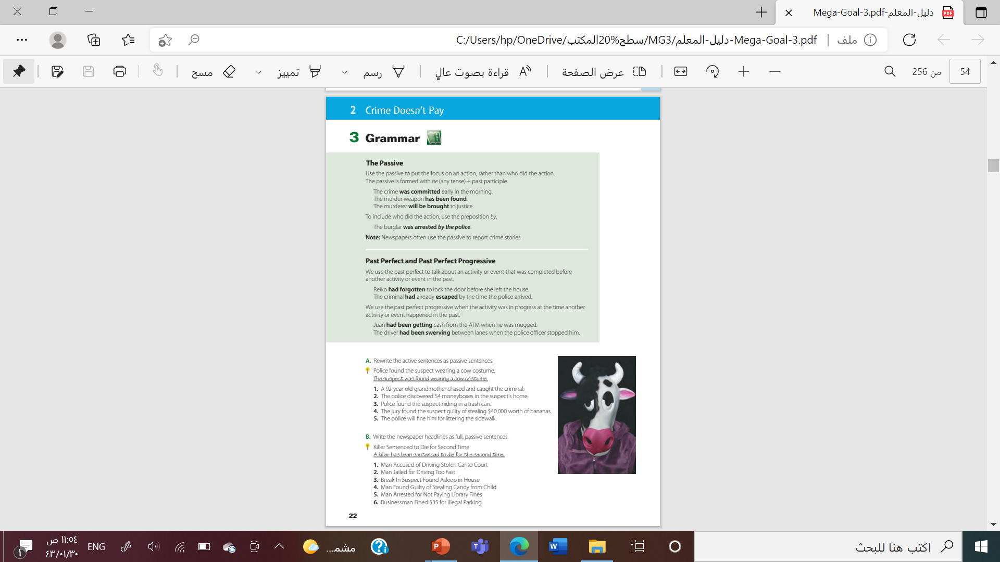 دليل-المعلم-Mega-Goal-3.pdf
ملف
C:/Users/hp/OneDrive/سطح%20المكتب/MG3/دليل-المعلم-Mega-Goal-3.pdf
54 من 256
عرض الصفحة
قراءة بصوت عالٍ
رسم
تمييز
مسح
2 Crime Doesn't Pay
3 Grammar
The Passive
Use the passive to put the focus on an action, rather than who did the action.
The passive is formed with be (any tense) + past participle.
The crime was committed early in the morning.
The murder weapon has been found.
The murderer will be brought to justice.
To include who did the action, use the preposition by.
The burglar was arrested by the police.
Note: Newspapers often use the passive to report crime stories.
Past Perfect and Past Perfect Progressive
We use the past perfect to talk about an activity or event that was completed before
another activity or event in the past.
Reiko had forgotten to lock the door before she left the house.
The criminal had already escaped by the time the police arrived.
We use the past perfect progressive when the activity was in progress at the time another
activity or event happened in the past.
Juan had been getting cash from the ATM when he was mugged.
The driver had been swerving between lanes when the police officer stopped him.
A. Rewrite the active sentences as passive sentences.
Police found the suspect wearing a cow costume.
The suspect was found wearing a cow costume.
1. A 92-year-old grandmother chased and caught the criminal.
2. The police discovered 54 moneyboxes in the suspect's home.
3. Police found the suspect hiding in a trash can.
4. The jury found the suspect guilty of stealing $40,000 worth of bananas.
5. The police will fine him for littering the sidewalk.
B. Write the newspaper headlines as full, passive sentences.
Killer Sentenced to Die for Second Time
A killer has been sentenced to die for the second time.
1. Man Accused of Driving Stolen Car to Court
2. Man Jailed for Driving Too Fast
3. Break-In Suspect Found Asleep in House
4. Man Found Guilty of Stealing Candy from Child
5. Man Arrested for Not Paying Library Fines
6. Businessman Fined $35 for Illegal Parking
22
اكتب هنا للبحث
مشمـ...
ENG
١١:٥٤ ص
٤٣/٠١/٣٠
١